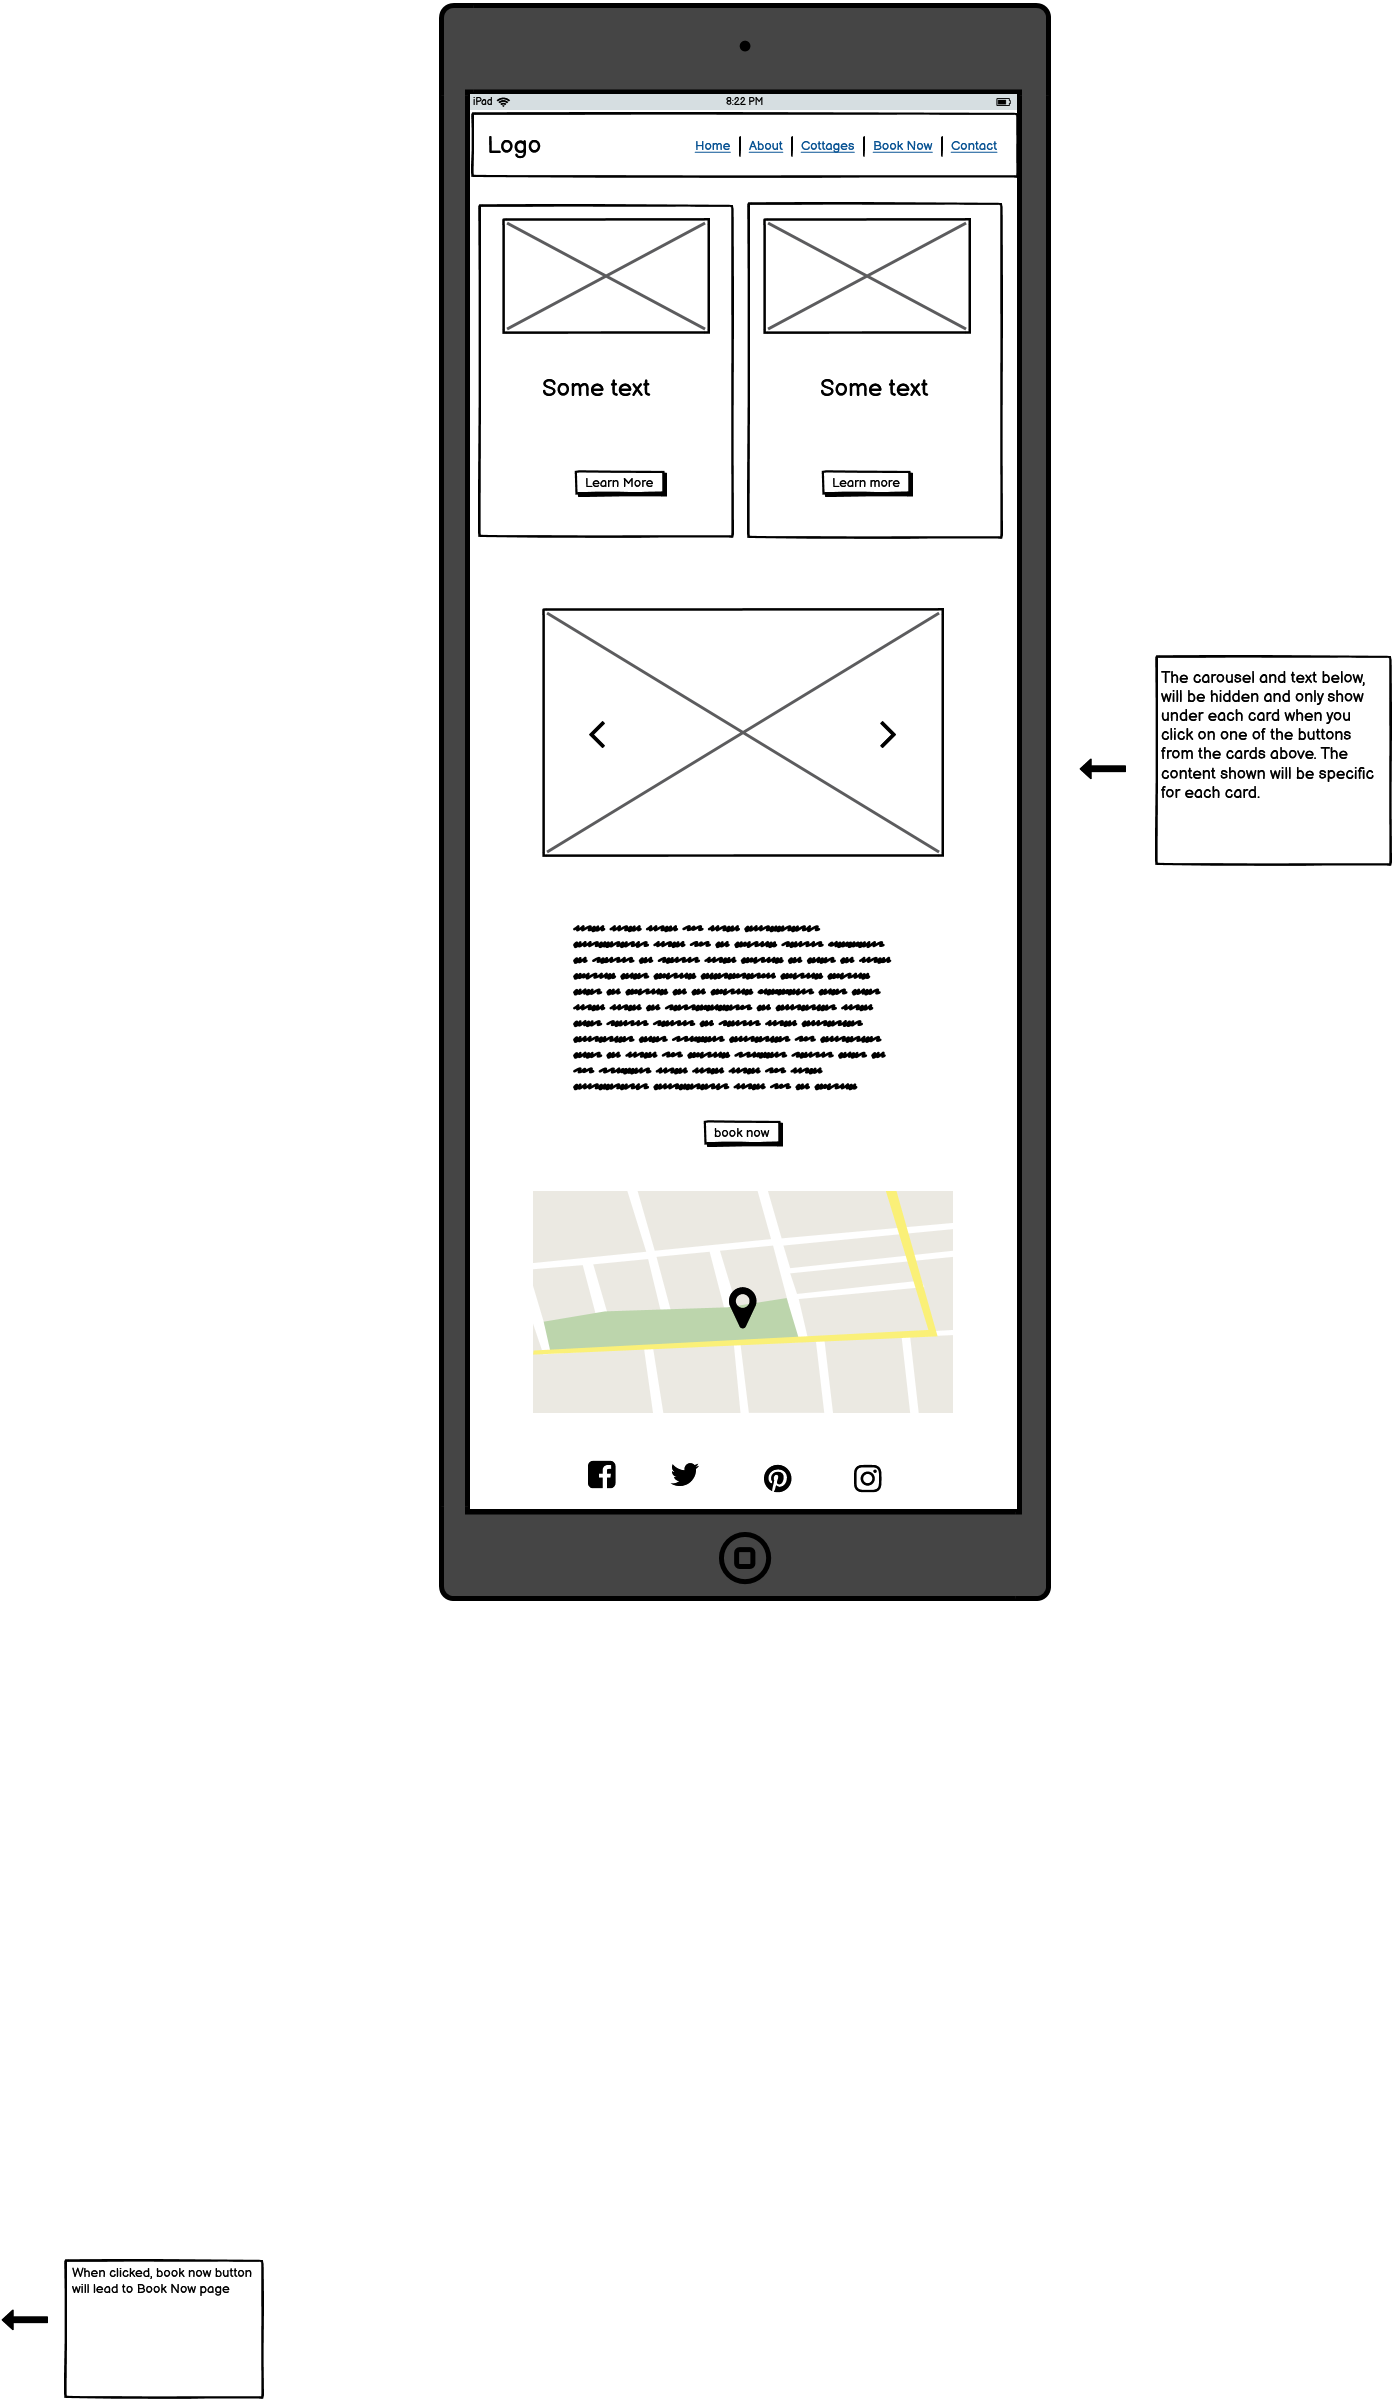 iPad 8:22 PM
Logo Home About Cottages Book Now Contact
Some text
Learn More
Some text
Learn more
The carousel and text below,
will be hidden and only show
under each card when you
click on one of the buttons
from the cards above. The
content shown will be specific
for each card.
book now
When clicked, book now button
will lead to Book Now page